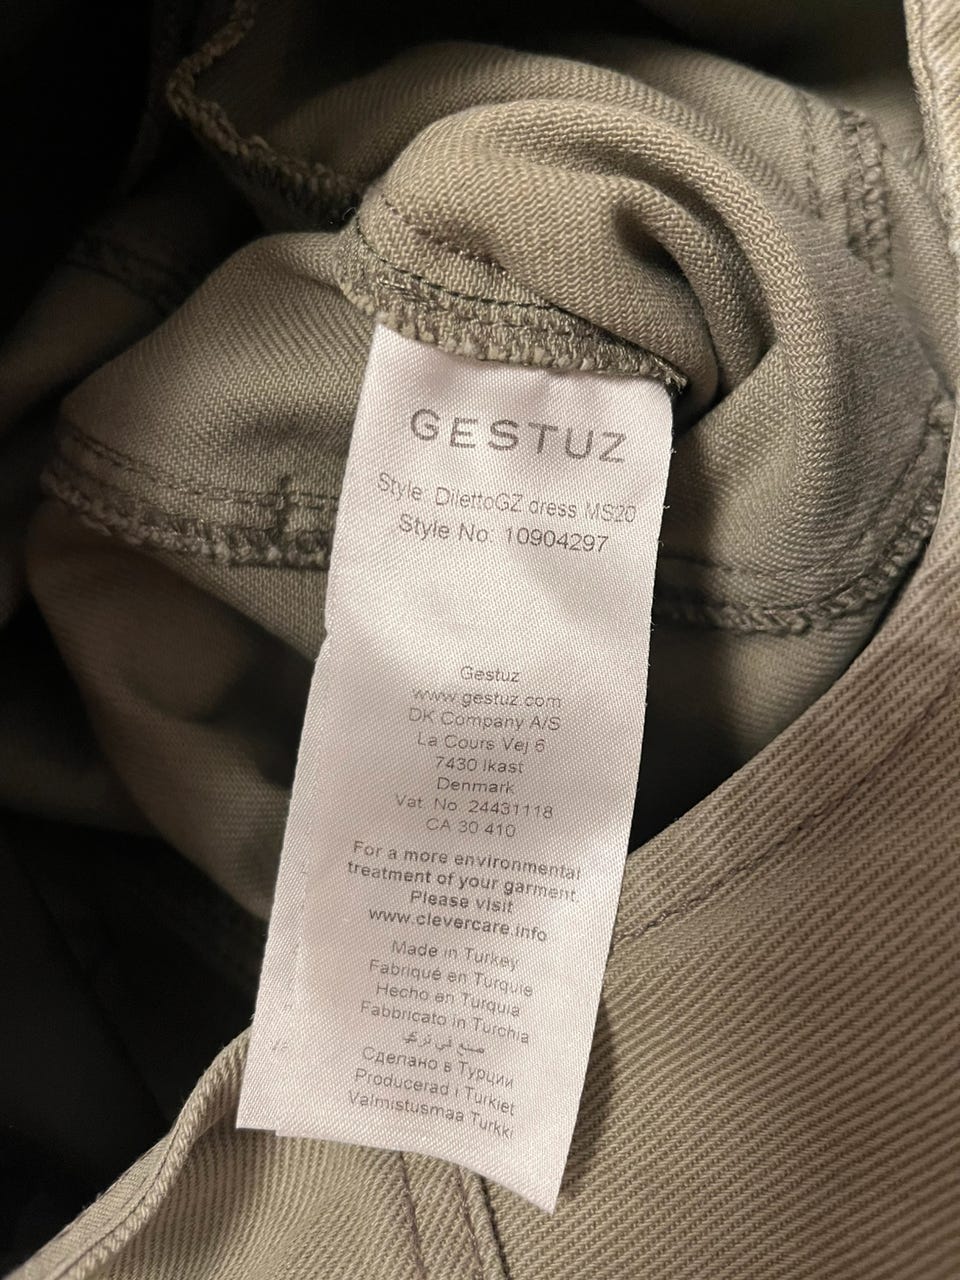 GESTUZ
Style: DilettoGZ dress MS20
Style No: 10904297
Gestuz
www.gestuz.com
DK Company A/S
La Cours Vej 6
7430 Ikast
Denmark
Vat. No. 24431118
CA 30 410
For a more environmental
treatment of your garment.
Please visit
www.clevercare.info
Made in Turkey
Fabriqué en Turquie
Hecho en Turquia
Fabbricato in Turchia
صنع في تركي
Сделано в Турции
Producerad i Turkiet
Valmistusmaa Turkki